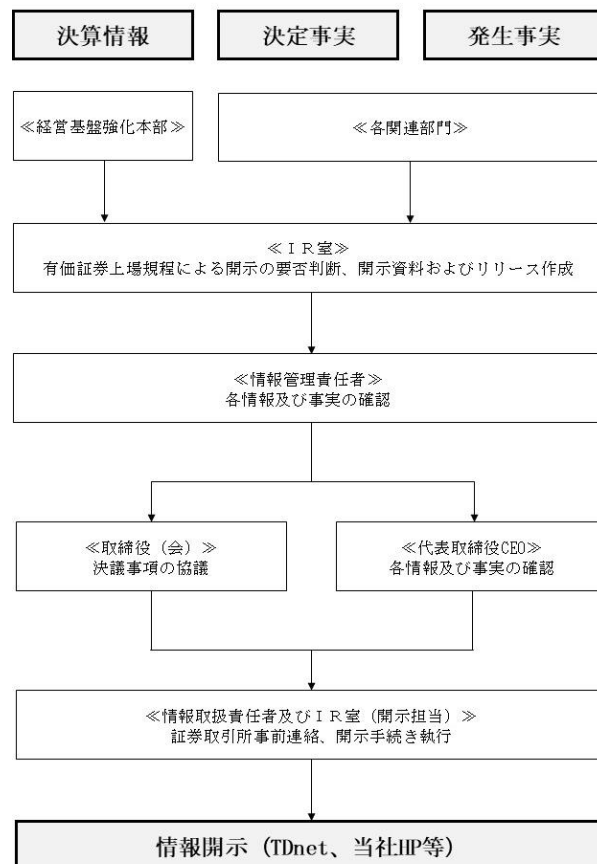 決算情報
決定事実
発生事実
≪経営基盤強化本部≫
≪各関連部門≫
≪ＩＲ室≫
有価証券上場規程による開示の要否判断、開示資料およびリリース作成
≪情報管理責任者≫
各情報及び事実の確認
≪取締役（会）≫
決議事項の協議
≪代表取締役CEO≫
各情報及び事実の確認
≪情報取扱責任者及びＩＲ室（開示担当）≫
証券取引所事前連絡、開示手続き執行
情報開示（TDnet、当社HP等）